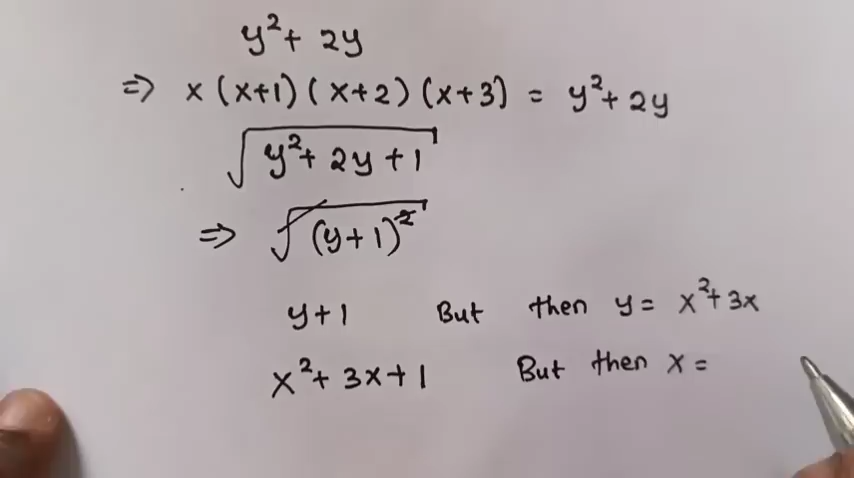 y² + 2y
⇒ x (x+1) (x+2) (x+3) = y² + 2y
√(y² + 2y + 1)
⇒ √(y+1)²
y+1 But then y = x² + 3x
x² + 3x + 1 But then x =